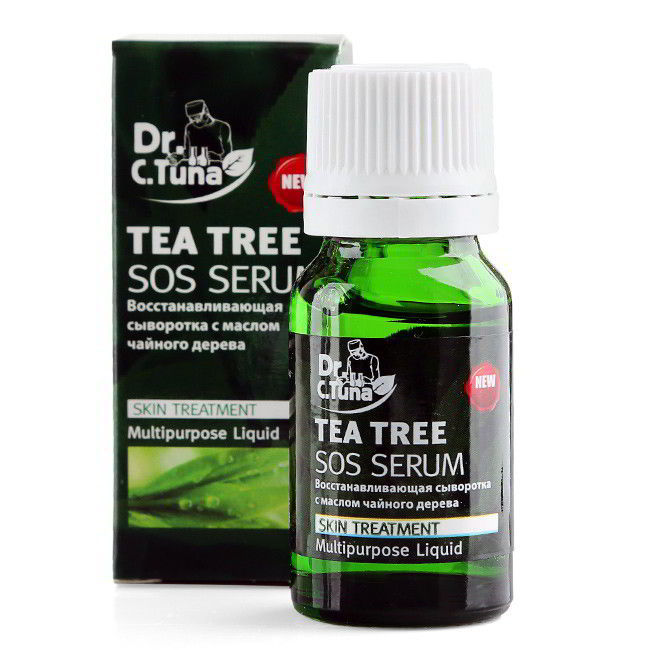 Dr.
C.Tuna
NEW
TEA TREE
SOS SERUM
Восстанавливающая
сыворотка с маслом
чайного дерева
SKIN TREATMENT
Multipurpose Liquid
Dr.
C.Tuna
NEW
TEA TREE
SOS SERUM
Восстанавливающая сыворотка
с маслом чайного дерева
SKIN TREATMENT
Multipurpose Liquid